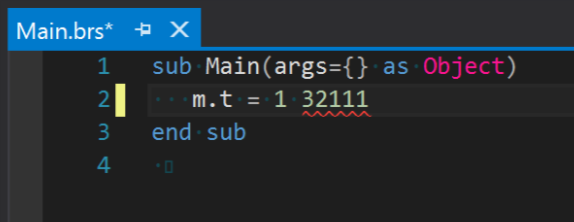 Main.brs*
1 sub Main(args={} as Object)
2 m.t = 1 32111
3 end sub
4